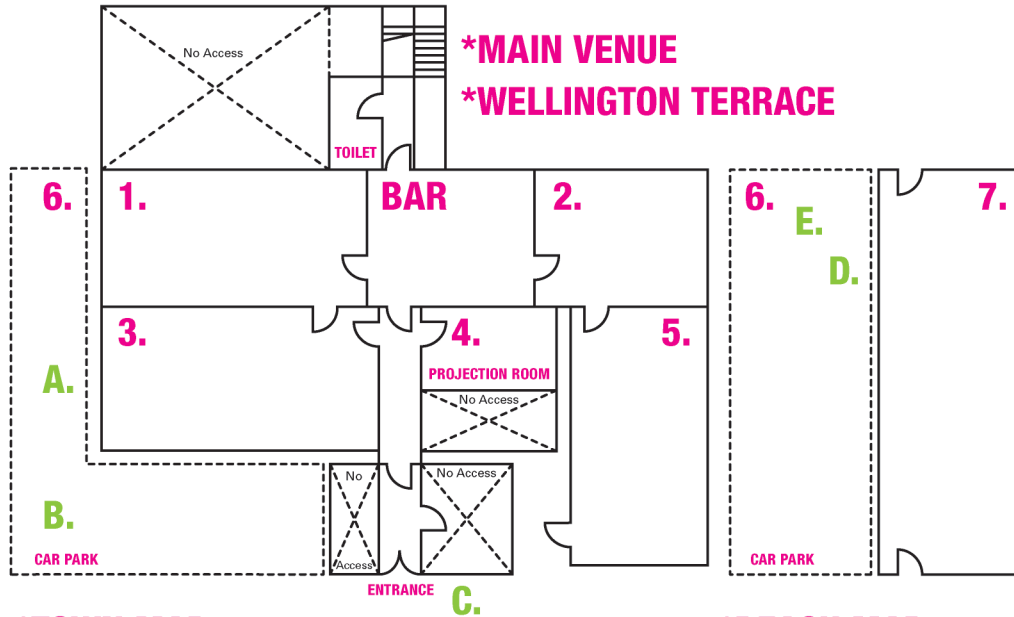 No Access
*MAIN VENUE
*WELLINGTON TERRACE
TOILET
6.
1.
BAR
2.
6.
E.
7.
D.
3.
4.
5.
PROJECTION ROOM
A.
No Access
No
Access
No Access
B.
CAR PARK
CAR PARK
ENTRANCE
C.